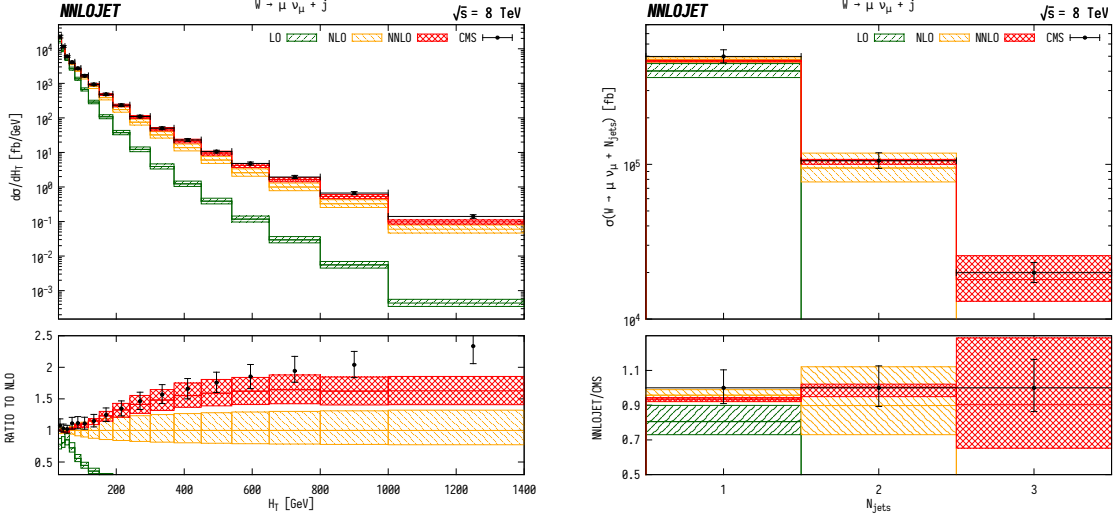 NNLOJET
W → μ ν_μ + j
√s = 8 TeV
LO NLO NNLO CMS
dσ/dH_T [fb/GeV]
10^4
10^3
10^2
10^1
10^0
10^-1
10^-2
10^-3
RATIO TO NLO
2.5
2
1.5
1
0.5
200 400 600 800 1000 1200 1400
H_T [GeV]
NNLOJET
W → μ ν_μ + j
√s = 8 TeV
LO NLO NNLO CMS
σ(W → μ ν_μ + N_jets) [fb]
10^5
10^4
NNLOJET/CMS
1.1
0.9
0.7
0.5
1 2 3
N_jets